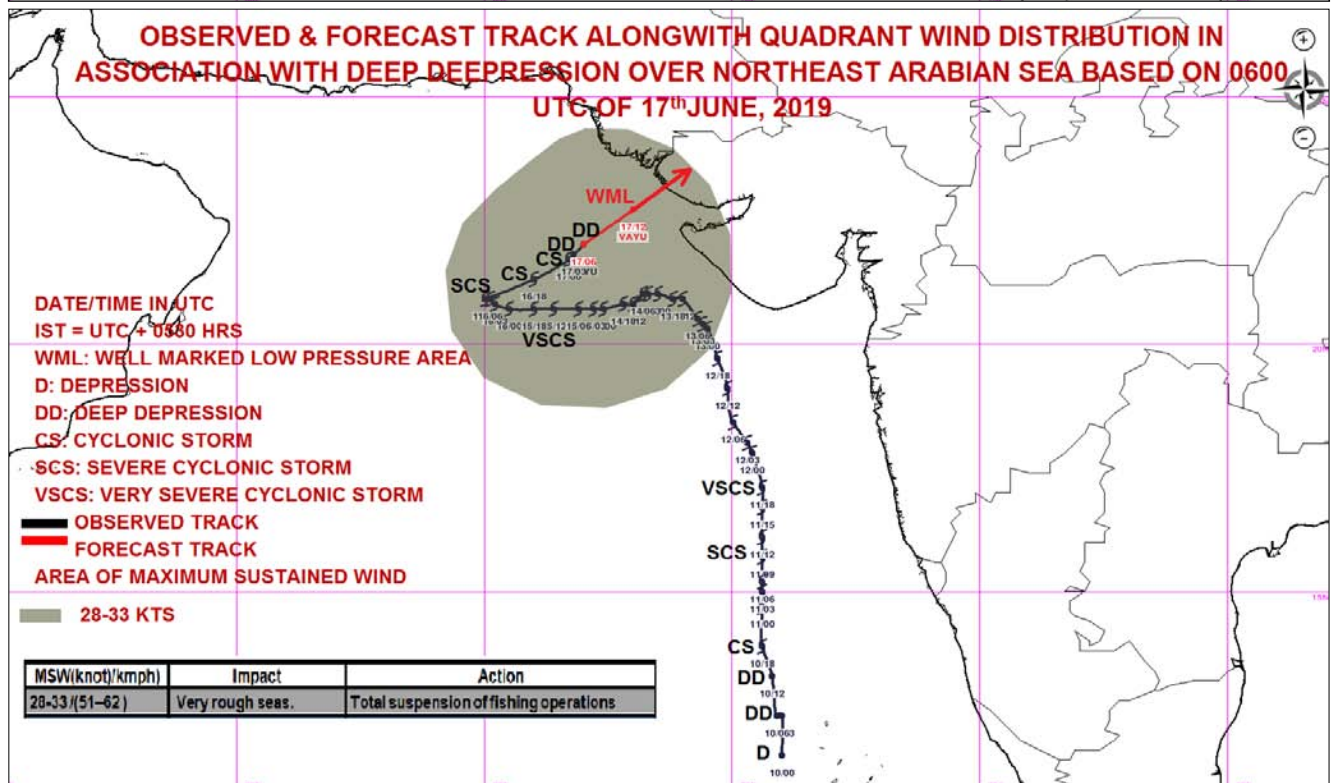 OBSERVED & FORECAST TRACK ALONGWITH QUADRANT WIND DISTRIBUTION IN
ASSOCIATION WITH DEEP DEEPRESSION OVER NORTHEAST ARABIAN SEA BASED ON 0600
UTC OF 17th JUNE, 2019
WML
17/12
VAYU
DD
DD
17/06
CS
CS
16/18
SCS
VSCS
12/18
12/12
12/06
12/03
12/00
VSCS
11/18
11/15
11/12
SCS
11/09
11/06
11/03
11/00
CS
10/18
DD
10/12
DD
D
10/00
20N
15N
DATE/TIME IN UTC
IST = UTC + 0530 HRS
WML: WELL MARKED LOW PRESSURE AREA
D: DEPRESSION
DD: DEEP DEPRESSION
CS: CYCLONIC STORM
SCS: SEVERE CYCLONIC STORM
VSCS: VERY SEVERE CYCLONIC STORM
OBSERVED TRACK
FORECAST TRACK
AREA OF MAXIMUM SUSTAINED WIND
28-33 KTS
MSW(knot)/kmph) Impact Action
28-33/(51–62) Very rough seas. Total suspension of fishing operations